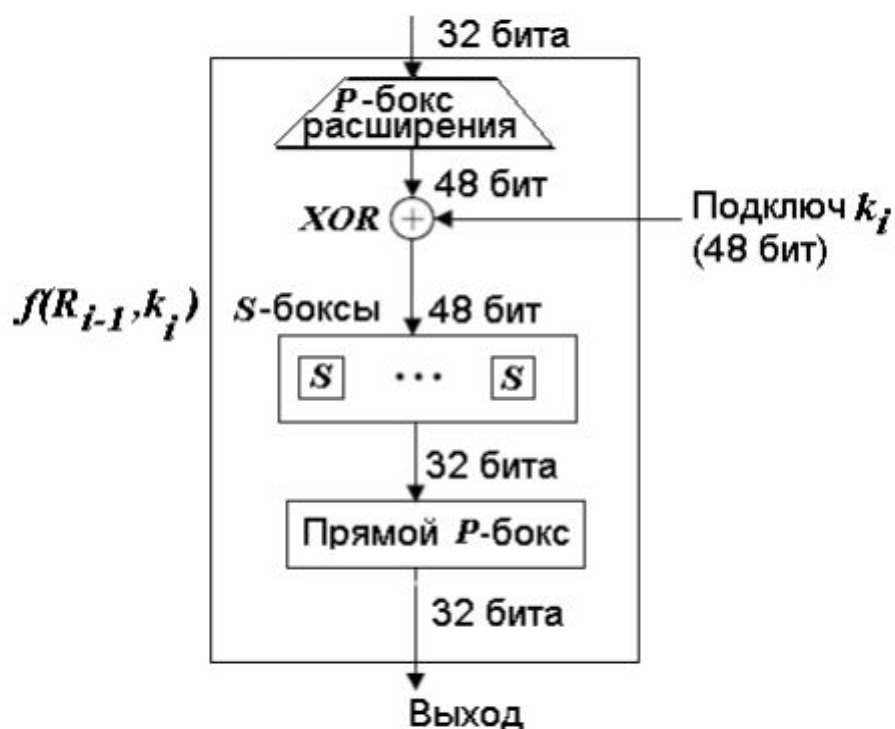 32 бита
P-бокс
расширения
48 бит
XOR
+
Подключ k_i
(48 бит)
f(R_{i-1},k_i)
S-боксы
48 бит
S ... S
32 бита
Прямой P-бокс
32 бита
Выход